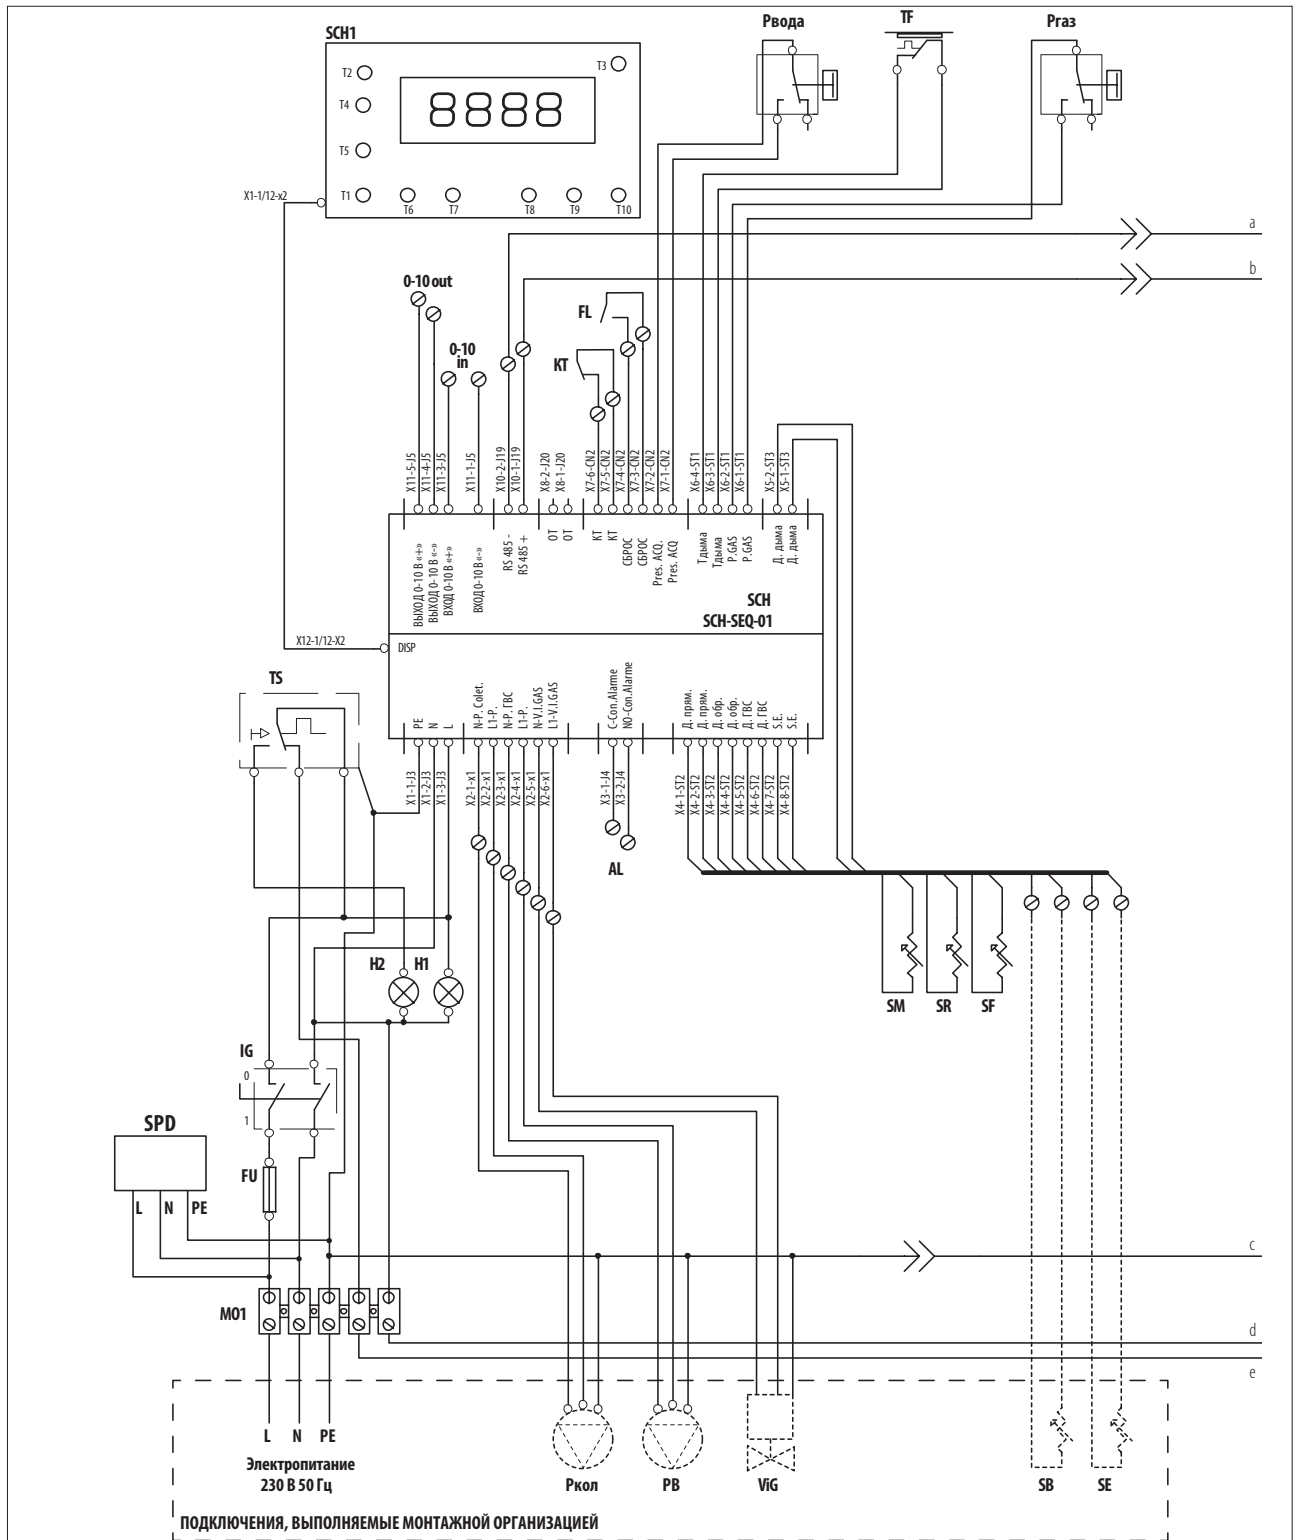 SCH1
Рвода
TF
Ргаз
T2
T3
T4
8888
T5
T1
T6
T7
T8
T9
T10
X1-1/12-x2
a
b
0-10 out
0-10
in
FL
KT
X11-5-J5
X11-4-J5
X11-3-J5
X11-1-J5
X10-2-J19
X10-1-J19
X8-2-J20
X8-1-J20
X7-6-CN2
X7-5-CN2
X7-4-CN2
X7-3-CN2
X7-2-CN2
X7-1-CN2
X6-4-ST1
X6-3-ST1
X6-2-ST1
X6-1-ST1
X5-2-ST3
X5-1-ST3
ВЫХОД 0-10 В «+»
ВЫХОД 0-10 В «-»
ВХОД 0-10 В «+»
ВХОД 0-10 В «-»
RS 485 -
RS 485 +
OT
OT
KT
KT
СБРОС
СБРОС
Pres. ACQ.
Pres. ACQ
Тдыма
Тдыма
P.GAS
P.GAS
Д. дыма
Д. дыма
SCH
SCH-SEQ-01
X12-1/12-X2
DISP
TS
PE
N
L
N-P. Colet.
L1-P.
N-P. ГВС
L1-P.
N-V.I.GAS
L1-V.I.GAS
C-Con.Alarme
NO-Con.Alarme
Д. прям.
Д. прям.
Д. обр.
Д. обр.
Д. ГВС
Д. ГВС
S.E.
S.E.
X1-1-J3
X1-2-J3
X1-3-J3
X2-1-x1
X2-2-x1
X2-3-x1
X2-4-x1
X2-5-x1
X2-6-x1
X3-1-J4
X3-2-J4
X4-1-ST2
X4-2-ST2
X4-3-ST2
X4-4-ST2
X4-5-ST2
X4-6-ST2
X4-7-ST2
X4-8-ST2
AL
H2
H1
SM
SR
SF
IG
0
1
SPD
FU
L
N
PE
c
M01
d
e
L
N
PE
Электропитание
230 В 50 Гц
Ркол
РВ
ViG
SB
SE
ПОДКЛЮЧЕНИЯ, ВЫПОЛНЯЕМЫЕ МОНТАЖНОЙ ОРГАНИЗАЦИЕЙ